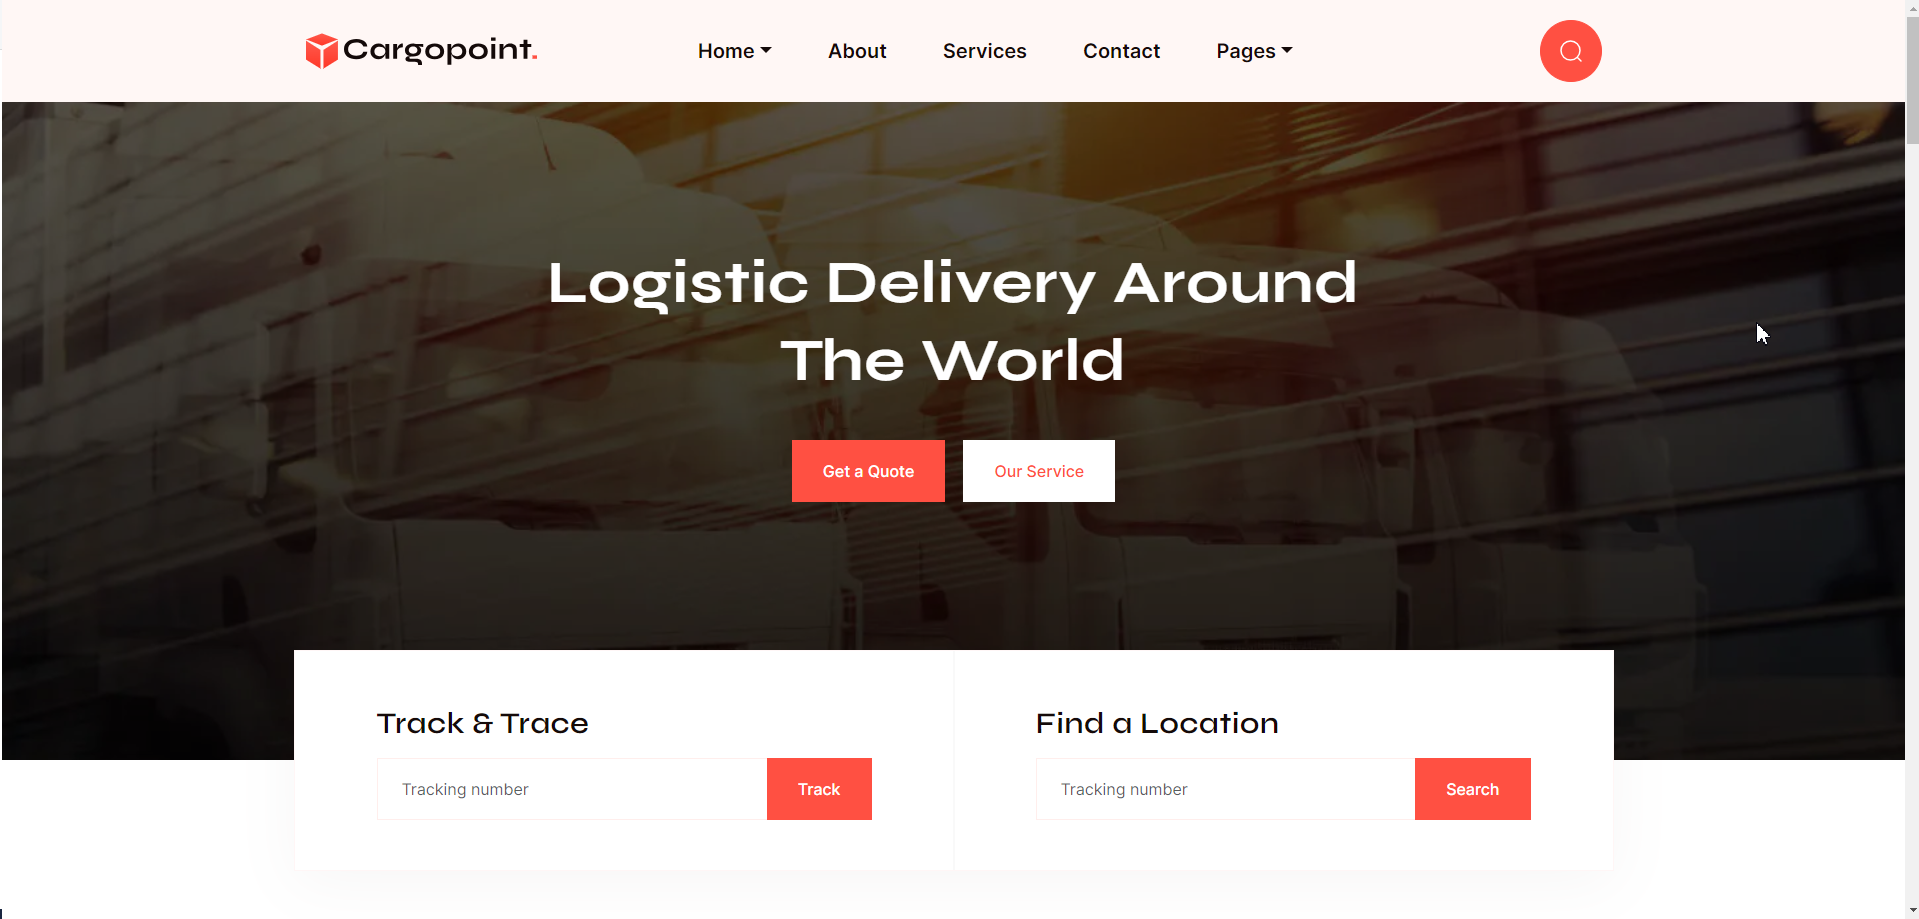 Cargopoint.
Home About Services Contact Pages
Logistic Delivery Around
The World
Get a Quote Our Service
Track & Trace
Tracking number Track
Find a Location
Tracking number Search